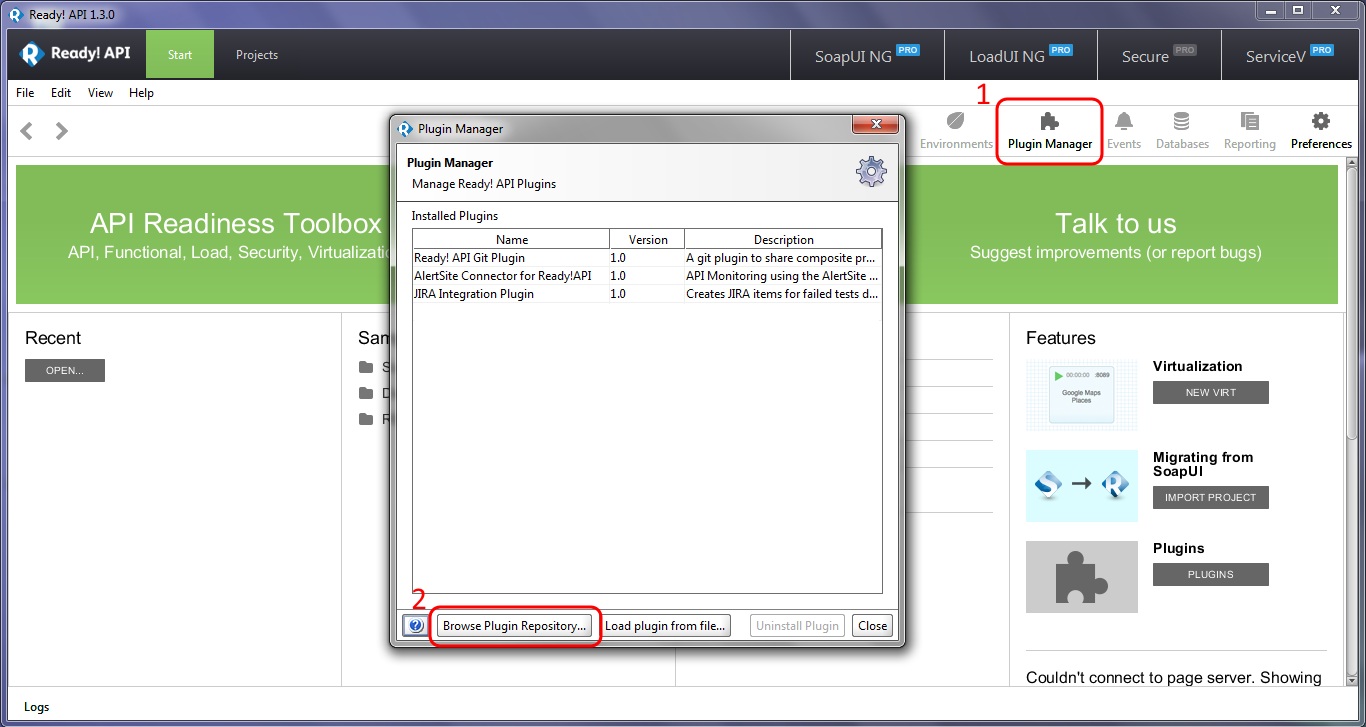 Ready! API 1.3.0
Ready! API
Start
Projects
SoapUI NG PRO
LoadUI NG PRO
Secure PRO
ServiceV PRO
File Edit View Help
1
Environments
Plugin Manager
Events
Databases
Reporting
Preferences
API Readiness Toolbox
API, Functional, Load, Security,
Talk to us
Suggest improvements (or report bugs)
Recent
OPEN...
Plugin Manager
Plugin Manager
Manage Ready! API Plugins
Installed Plugins
Name Version Description
Ready! API Git Plugin 1.0 A git plugin to share composite pr...
AlertSite Connector for Ready!API 1.0 API Monitoring using the AlertSite ...
JIRA Integration Plugin 1.0 Creates JIRA items for failed tests d...
2
Browse Plugin Repository...
Load plugin from file...
Uninstall Plugin
Close
Features
00:00:00 :8089
Google Maps
Places
Virtualization
NEW VIRT
Migrating from
SoapUI
IMPORT PROJECT
Plugins
PLUGINS
Couldn't connect to page server. Showing
Logs